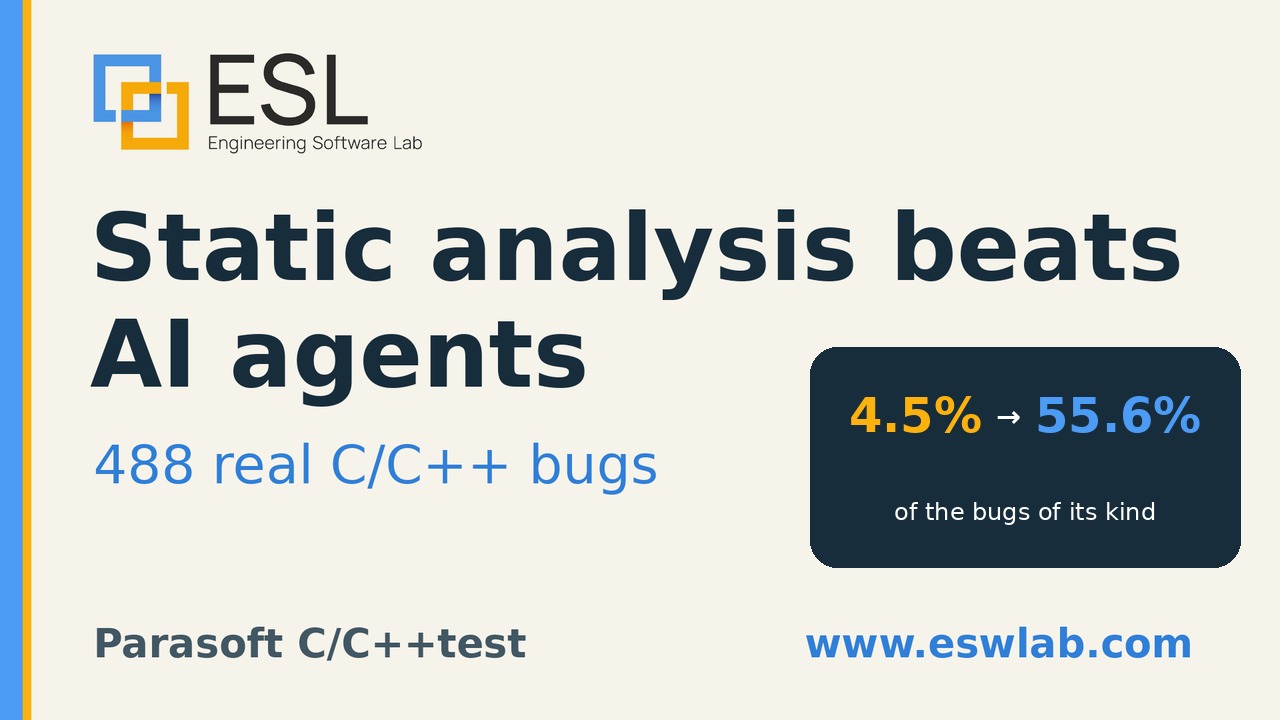 ESL
Engineering Software Lab
Static analysis beats
AI agents
488 real C/C++ bugs
4.5% → 55.6%
of the bugs of its kind
Parasoft C/C++test
www.eswlab.com